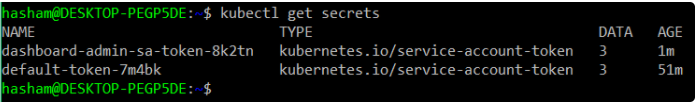 hasham@DESKTOP-PEGP5DE:~$ kubectl get secrets
NAME TYPE DATA AGE
dashboard-admin-sa-token-8k2tn kubernetes.io/service-account-token 3 1m
default-token-7m4bk kubernetes.io/service-account-token 3 51m
hasham@DESKTOP-PEGP5DE:~$